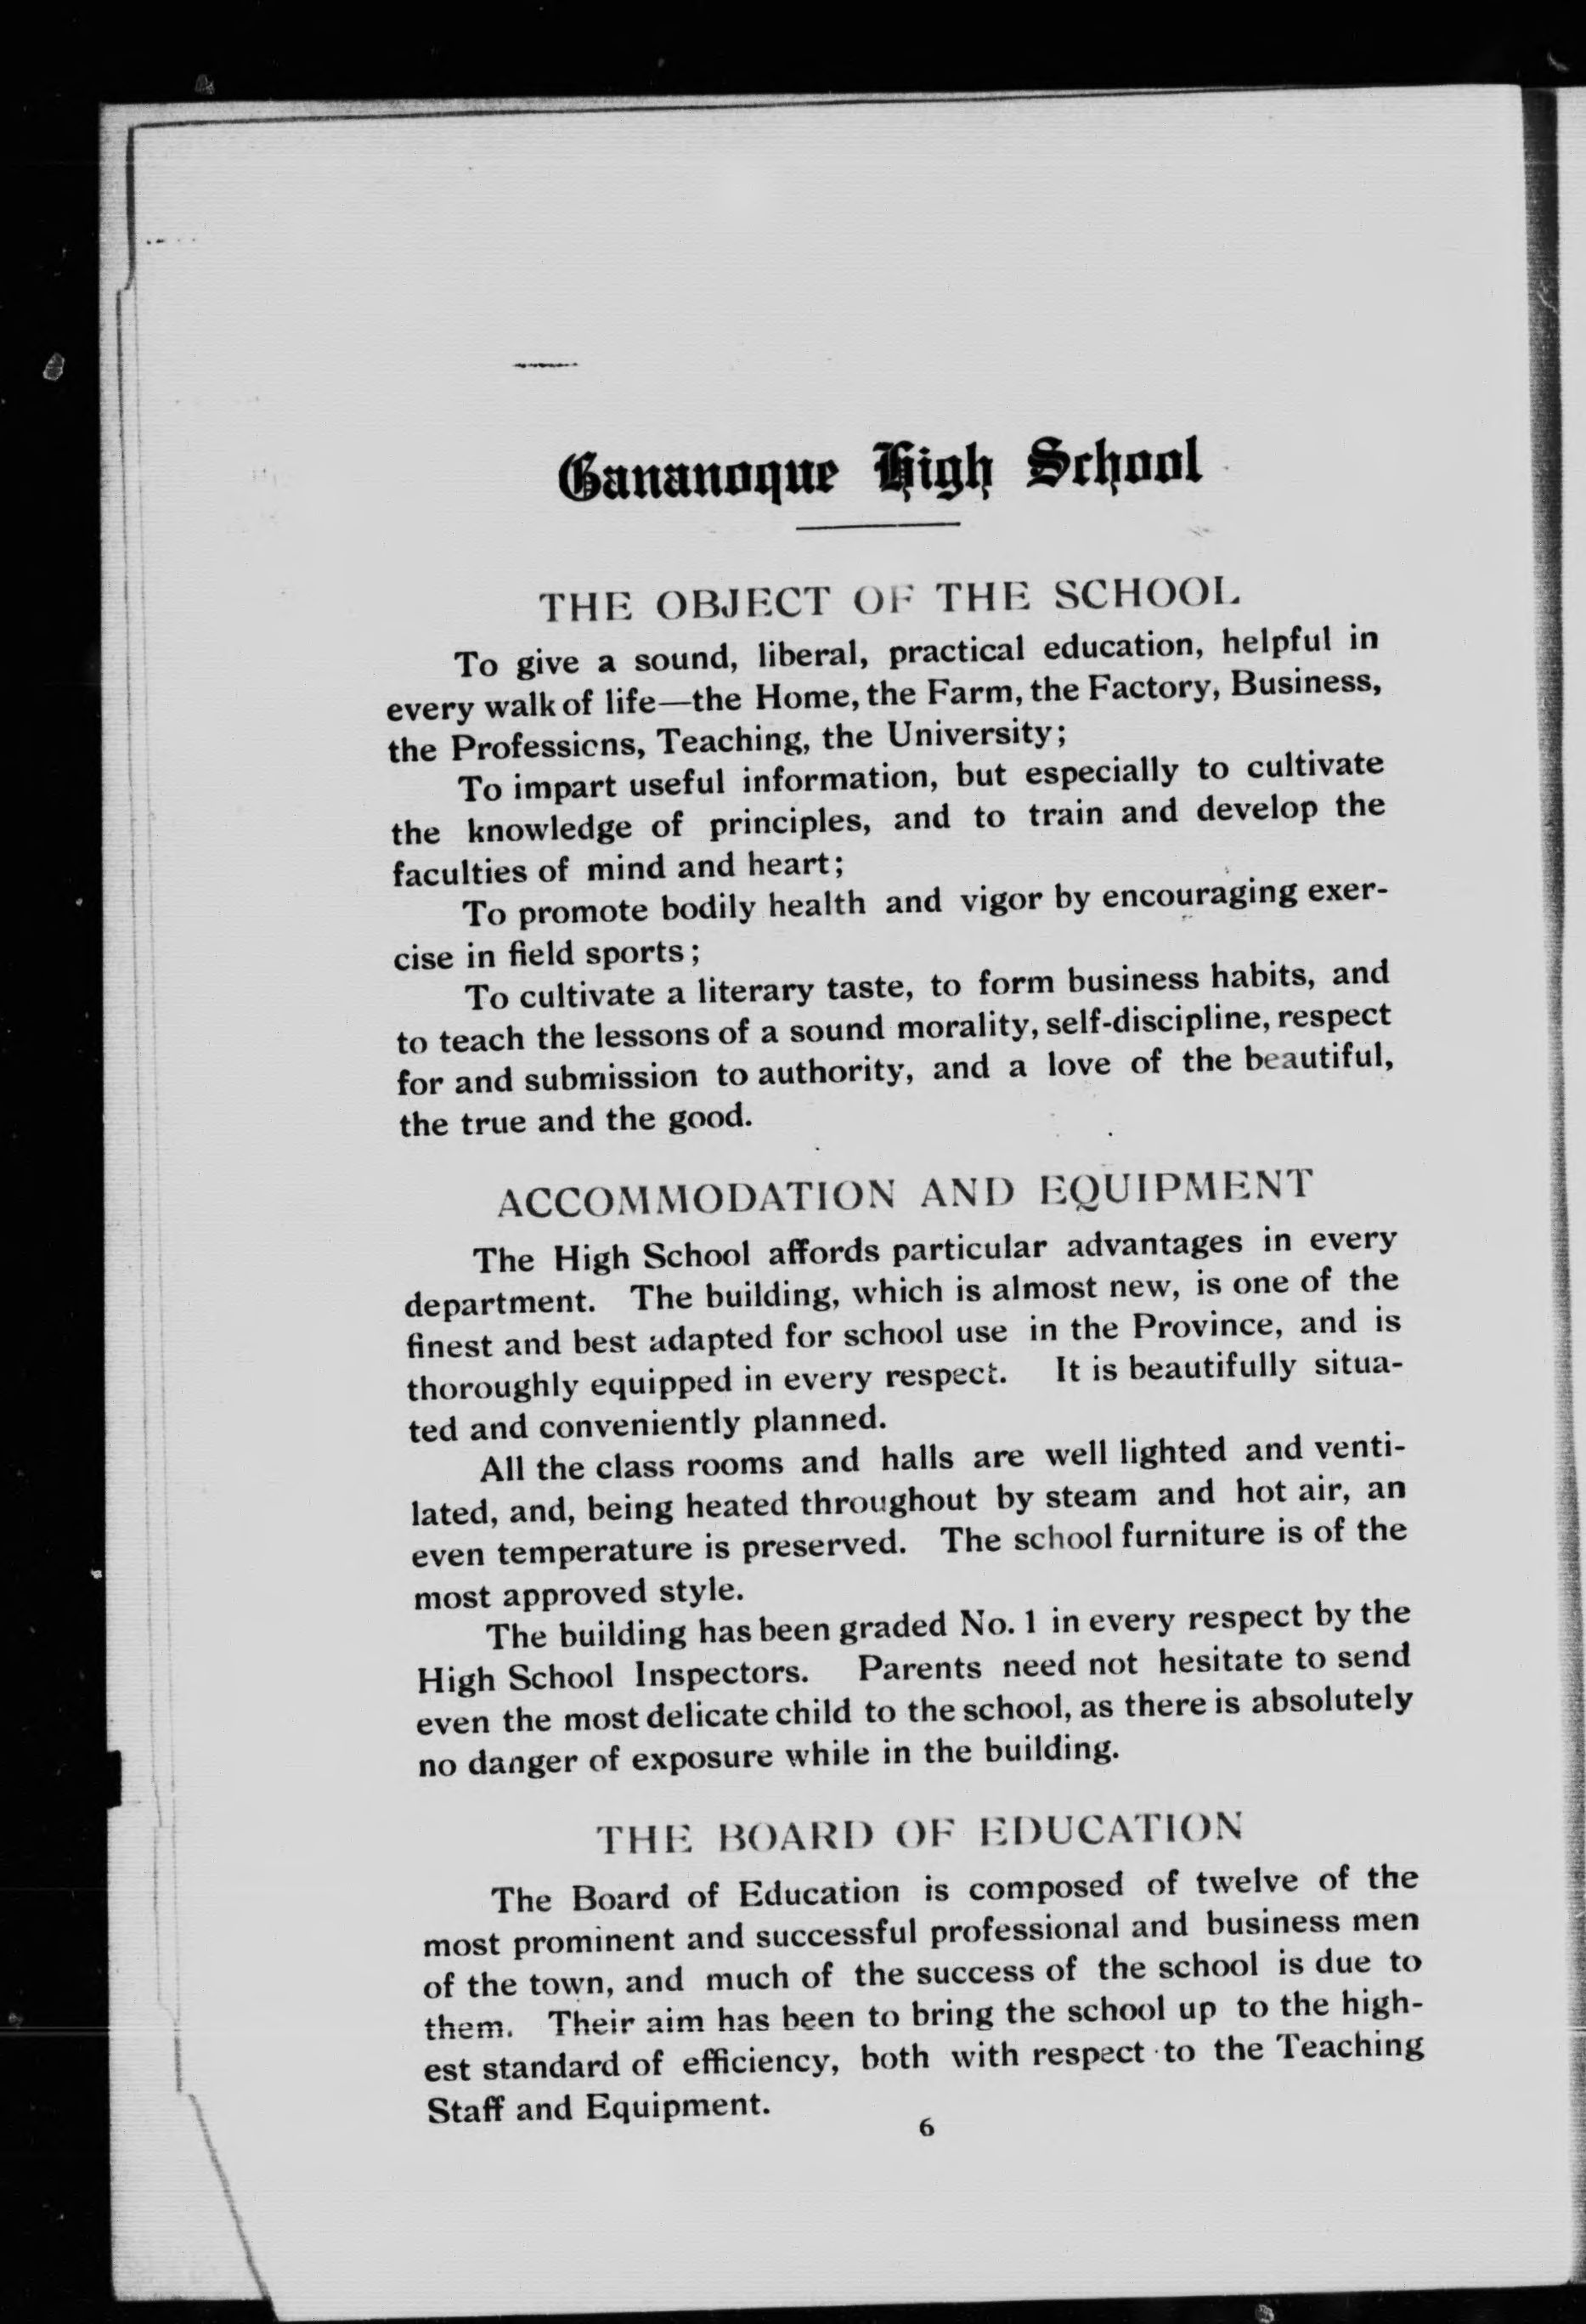 Gananoque High School
THE OBJECT OF THE SCHOOL
To give a sound, liberal, practical education, helpful in
every walk of life—the Home, the Farm, the Factory, Business,
the Professions, Teaching, the University;
To impart useful information, but especially to cultivate
the knowledge of principles, and to train and develop the
faculties of mind and heart;
To promote bodily health and vigor by encouraging exer-
cise in field sports;
To cultivate a literary taste, to form business habits, and
to teach the lessons of a sound morality, self-discipline, respect
for and submission to authority, and a love of the beautiful,
the true and the good.
ACCOMMODATION AND EQUIPMENT
The High School affords particular advantages in every
department. The building, which is almost new, is one of the
finest and best adapted for school use in the Province, and is
thoroughly equipped in every respect. It is beautifully situa-
ted and conveniently planned.
All the class rooms and halls are well lighted and venti-
lated, and, being heated throughout by steam and hot air, an
even temperature is preserved. The school furniture is of the
most approved style.
The building has been graded No. 1 in every respect by the
High School Inspectors. Parents need not hesitate to send
even the most delicate child to the school, as there is absolutely
no danger of exposure while in the building.
THE BOARD OF EDUCATION
The Board of Education is composed of twelve of the
most prominent and successful professional and business men
of the town, and much of the success of the school is due to
them. Their aim has been to bring the school up to the high-
est standard of efficiency, both with respect to the Teaching
Staff and Equipment.
6